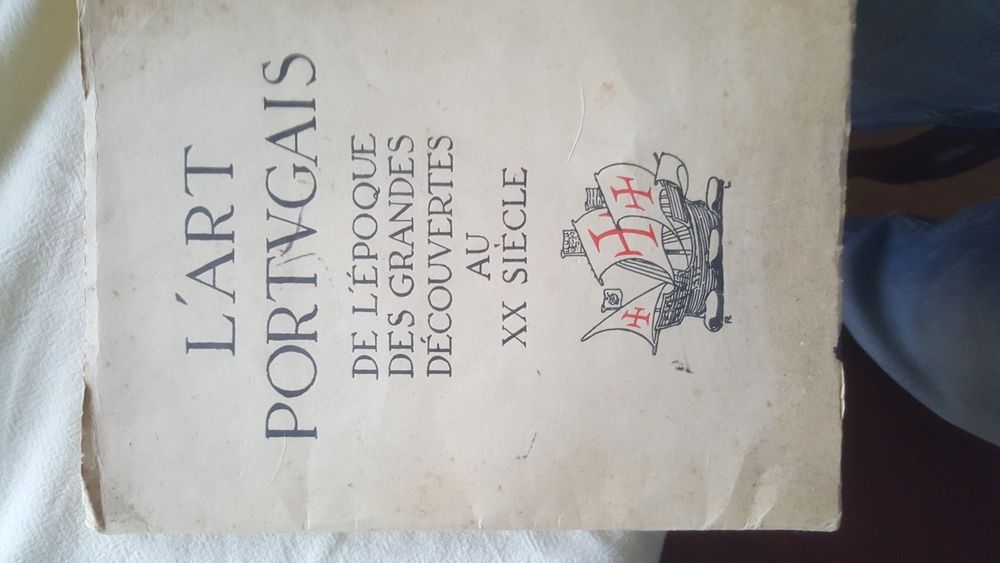 L'ART
PORTVGAIS
DE L'ÉPOQUE
DES GRANDES
DÉCOUVERTES
AU
XX SIÈCLE